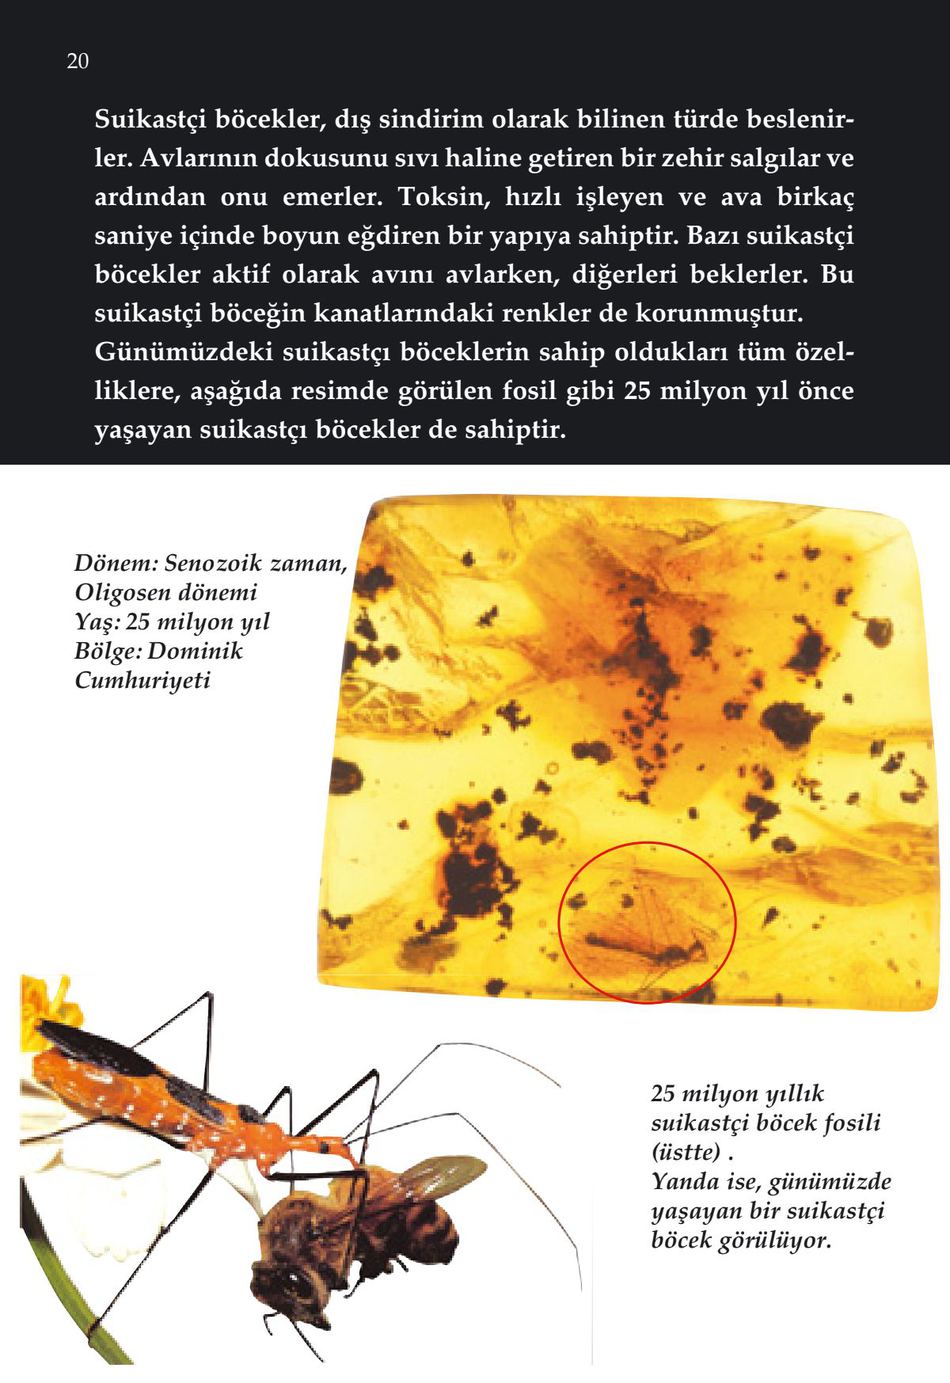 20
Suikastçi böcekler, dış sindirim olarak bilinen türde beslenir-
ler. Avlarının dokusunu sıvı haline getiren bir zehir salgılar ve
ardından onu emerler. Toksin, hızlı işleyen ve ava birkaç
saniye içinde boyun eğdiren bir yapıya sahiptir. Bazı suikastçi
böcekler aktif olarak avını avlarken, diğerleri beklerler. Bu
suikastçi böceğin kanatlarındaki renkler de korunmuştur.
Günümüzdeki suikastçı böceklerin sahip oldukları tüm özel-
liklere, aşağıda resimde görülen fosil gibi 25 milyon yıl önce
yaşayan suikastçı böcekler de sahiptir.
Dönem: Senozoik zaman,
Oligosen dönemi
Yaş: 25 milyon yıl
Bölge: Dominik
Cumhuriyeti
25 milyon yıllık
suikastçi böcek fosili
(üstte) .
Yanda ise, günümüzde
yaşayan bir suikastçi
böcek görülüyor.